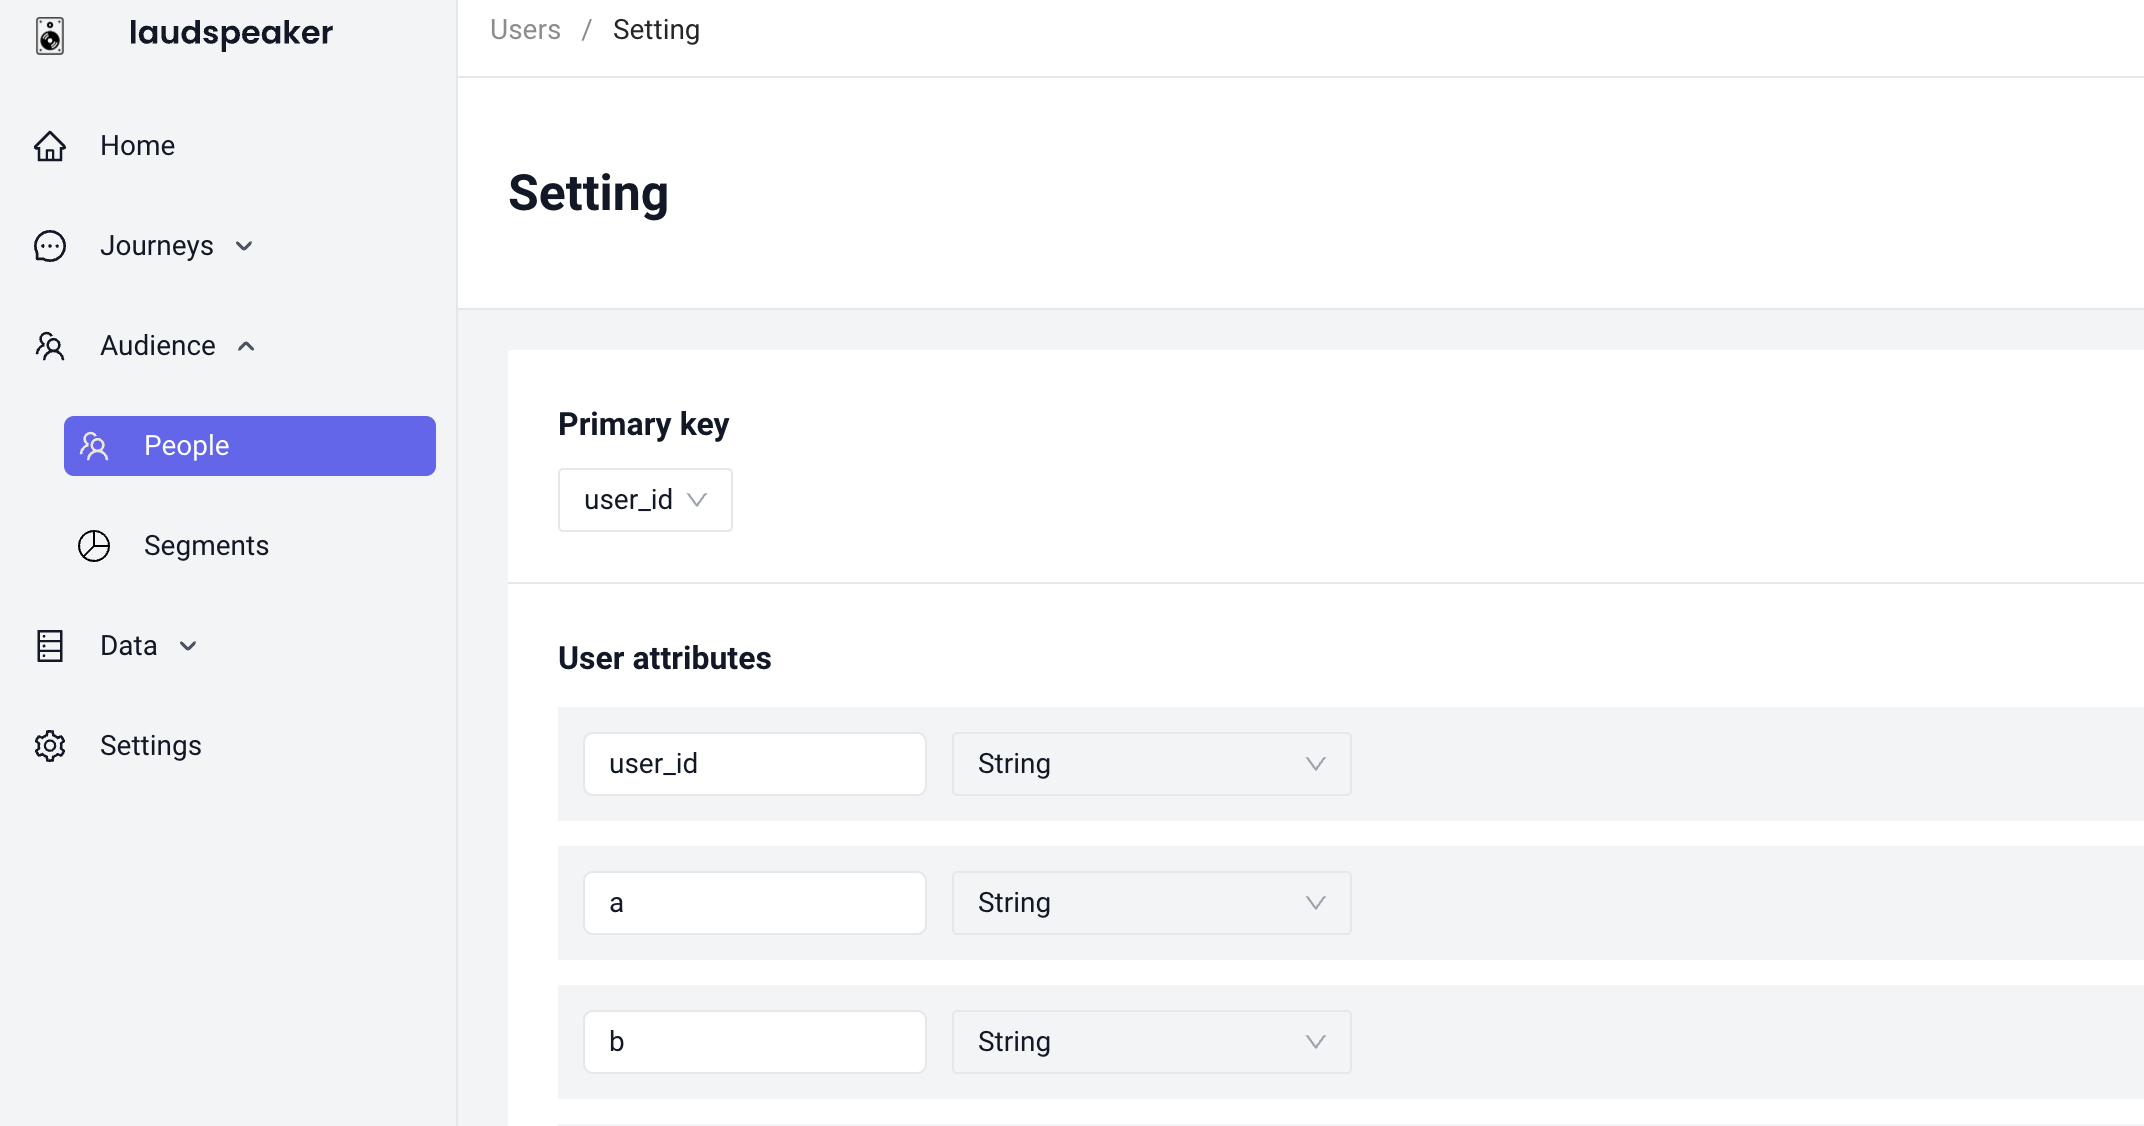 laudspeaker
Home
Journeys
Audience
People
Segments
Data
Settings
Users / Setting
Setting
Primary key
user_id
User attributes
user_id String
a String
b String